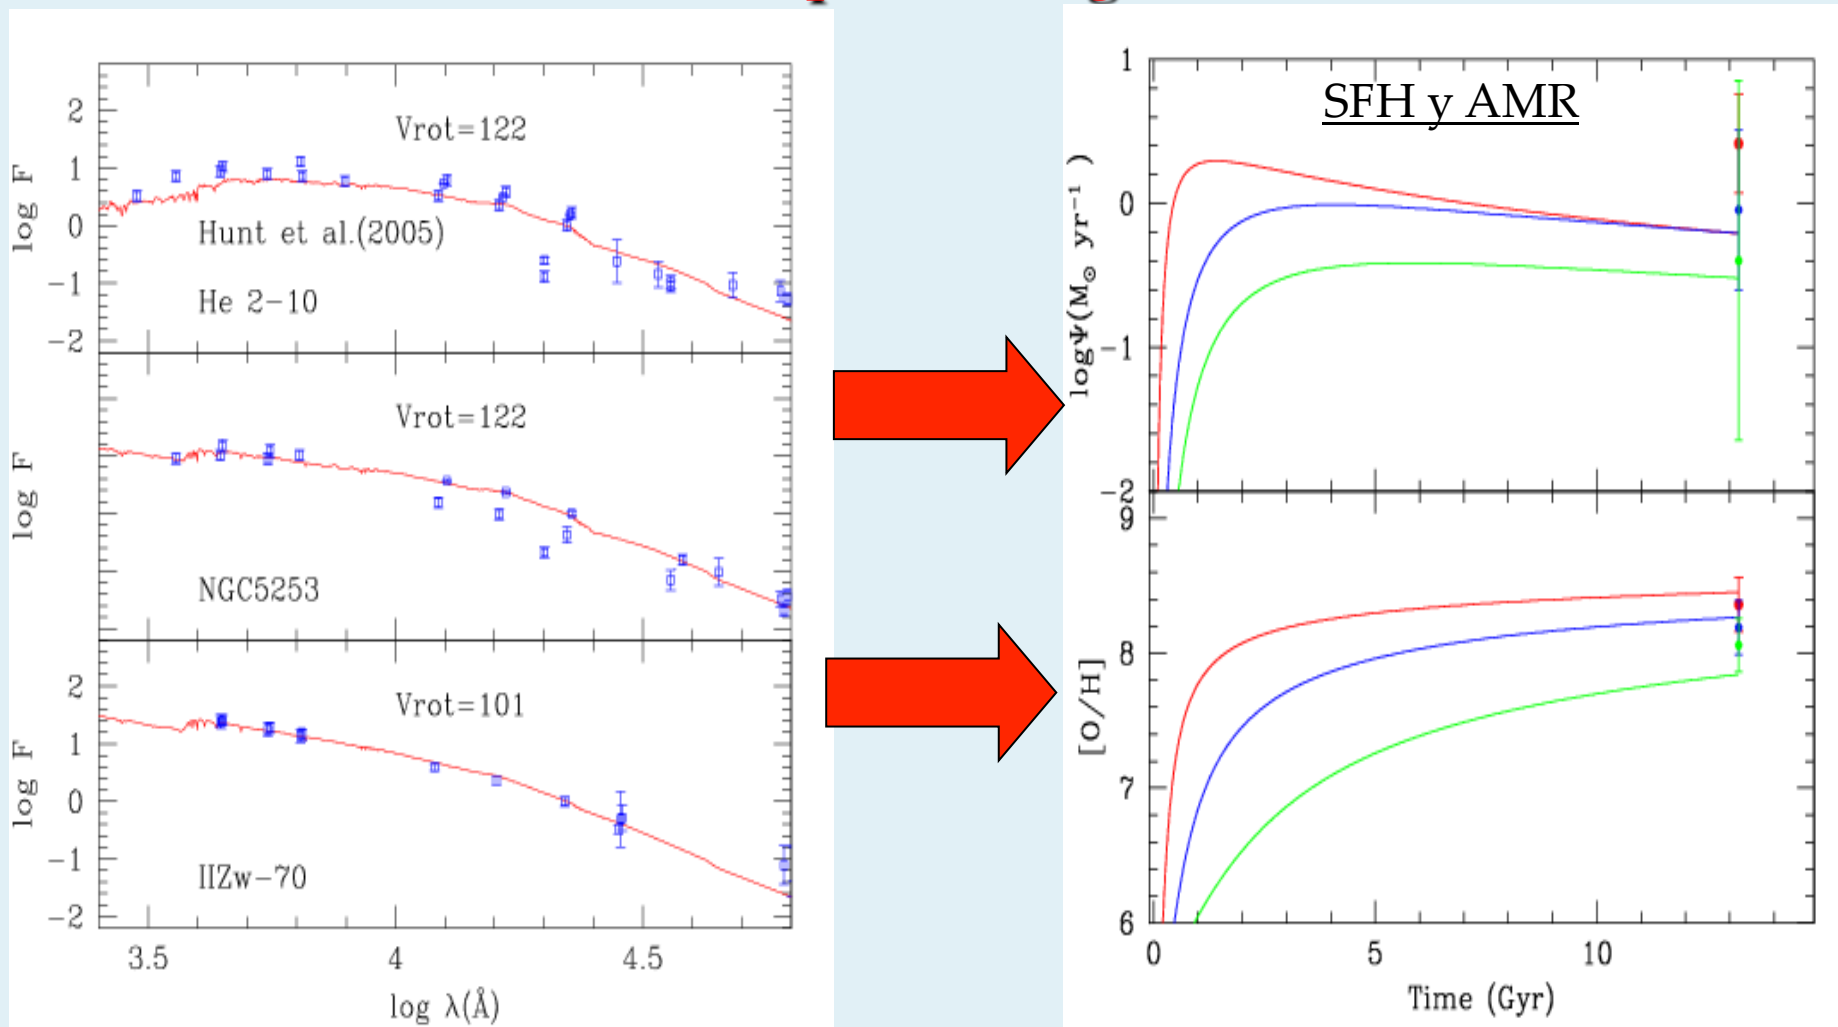 2
1
0
-1
-2
log F
Vrot=122
Hunt et al.(2005)
He 2-10
log F
Vrot=122
NGC5253
2
1
0
-1
-2
log F
Vrot=101
IIZw-70
3.5 4 4.5
log λ(Å)
1
0
-1
-2
logΨ(M⊙ yr⁻¹)
SFH y AMR
9
8
7
6
[O/H]
0 5 10
Time (Gyr)